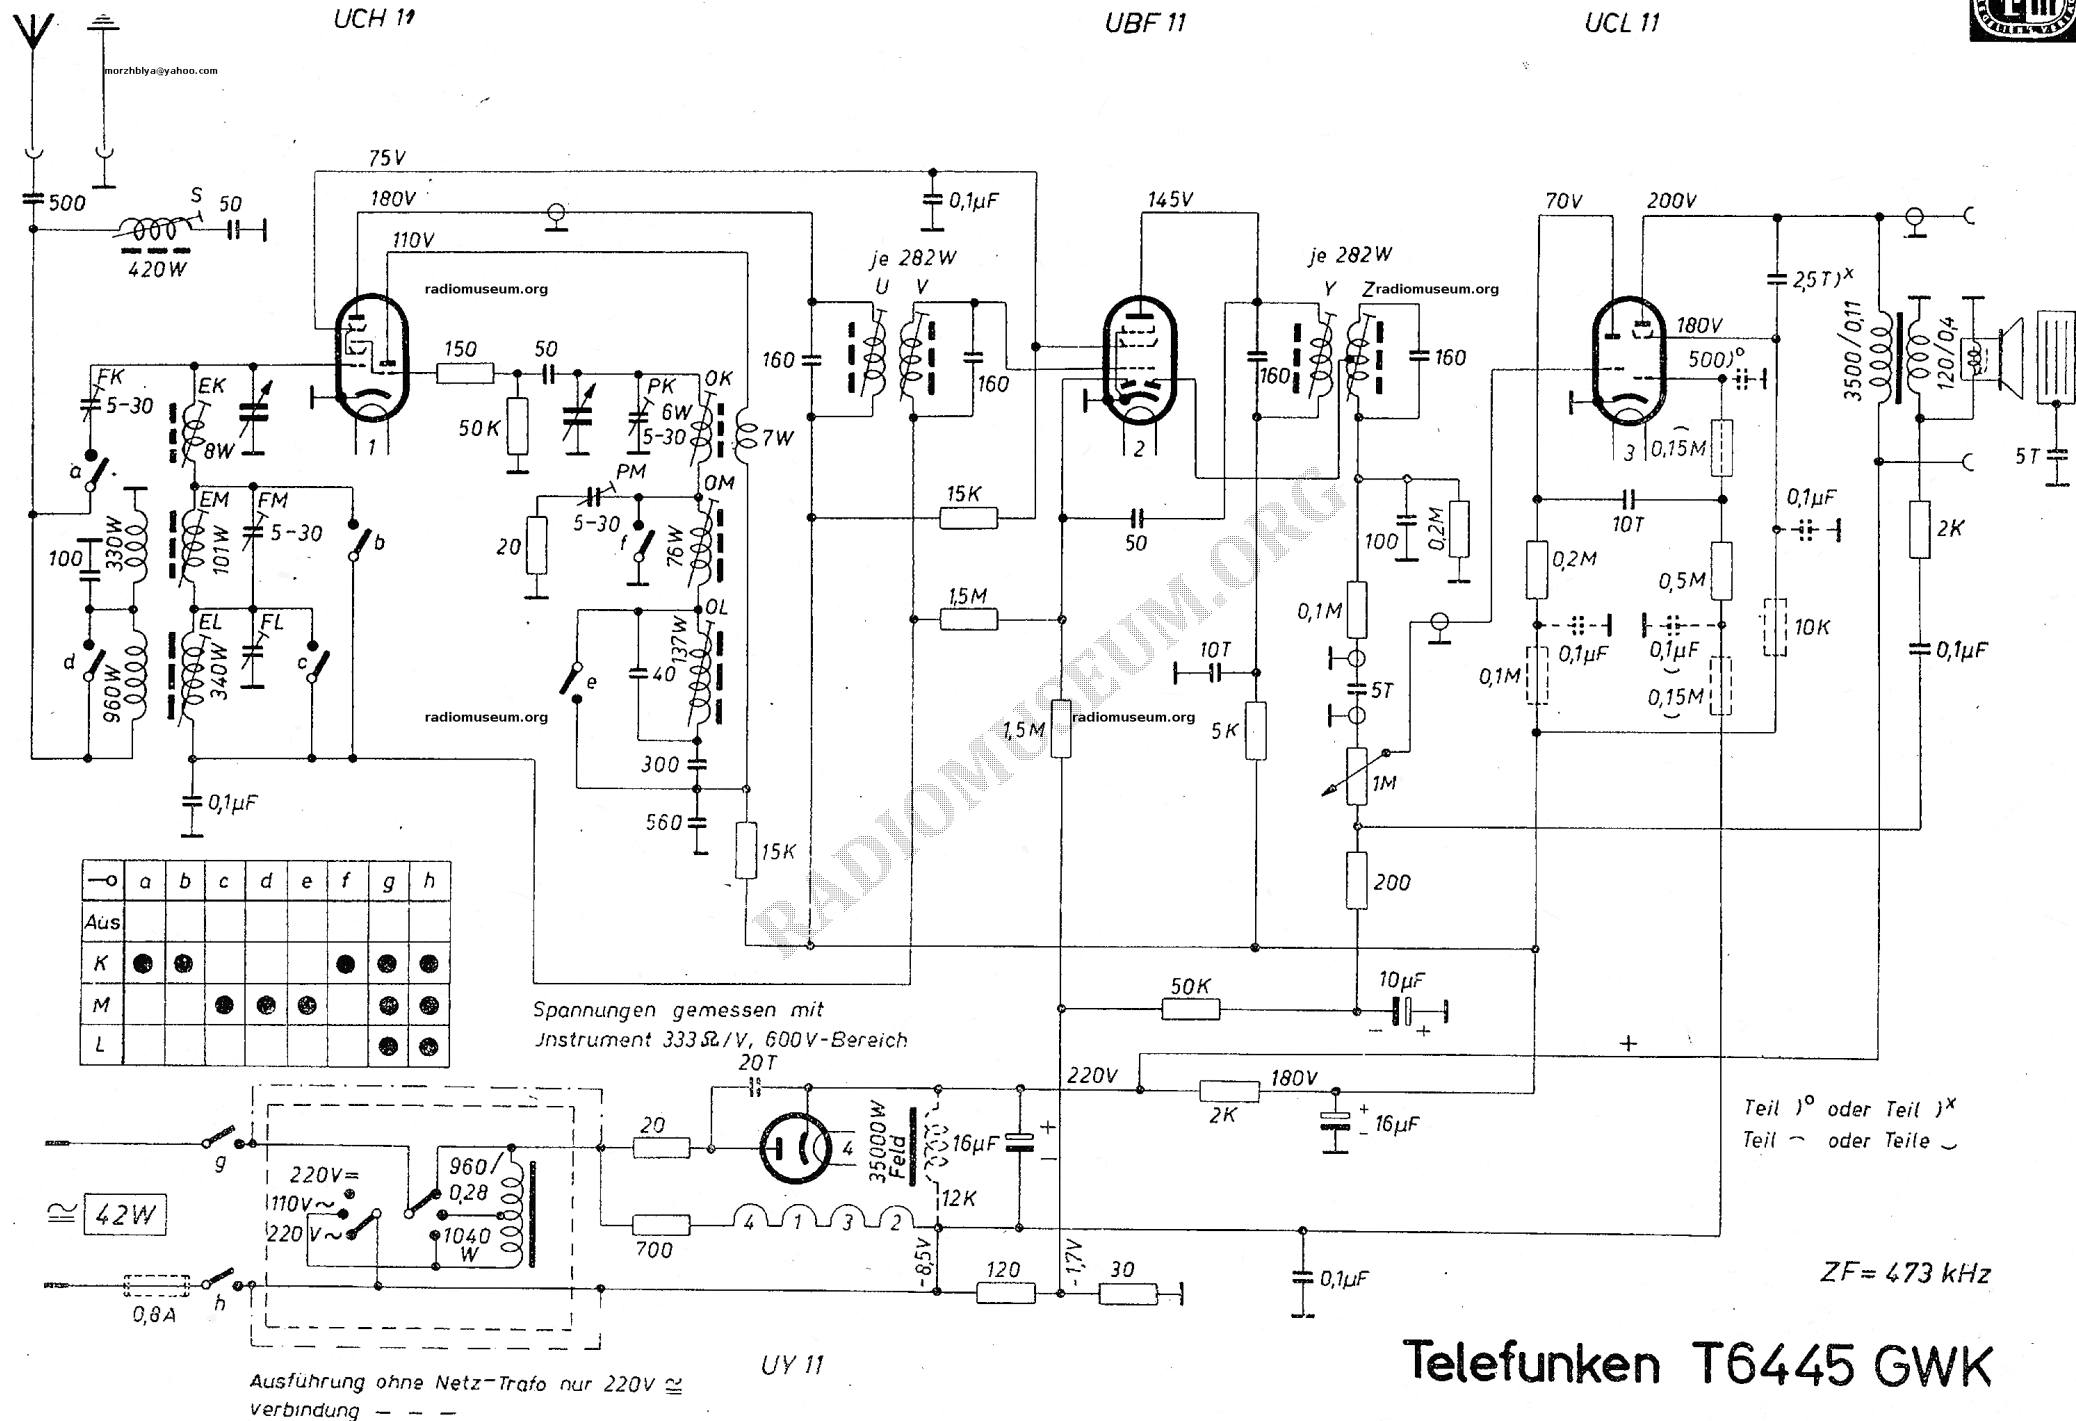 UCH 11
UBF 11
UCL 11
morzhblya@yahoo.com
75V
180V
110V
145V
70V
200V
500
S
50
420W
0,1µF
je 282W
U V
je 282W
Y Z
radiomuseum.org
radiomuseum.org
2,5T)x
180V
500)o
3500/0,11
120/0,4
FK
5-30
EK
8W
1
150
50
50K
PK
5-30
6W
OK
7W
160
160
2
160
160
3
0,15M
5T
a
EM
101W
FM
5-30
b
330W
100
PM
5-30
20
f
OM
76W
15K
50
100
0,2M
10T
0,1µF
2K
0,2M
0,5M
d
960W
EL
340W
FL
c
e
40
OL
137W
1,5M
0,1M
10T
5T
0,1µF
0,1µF
10K
0,1µF
0,1M
0,15M
radiomuseum.org
radiomuseum.org
1,5M
5K
1M
300
560
0,1µF
15K
200
RADIOMUSEUM.ORG
a b c d e f g h
Aus
K
M
L
Spannungen gemessen mit
Jnstrument 333Ω/V, 600V-Bereich
50K
10µF
- +
+
20T
220V
2K
180V
+
-
16µF
Teil )o oder Teil )x
Teil ⌢ oder Teile ⌣
g
20
4
35000W
Feld
16µF
+
-
12K
220V=
110V~
220V~
960/
0,28
1040
W
≅ 42W
700
4 1 3 2
-8,5V
-1,7V
120
30
0,1µF
0,8A
h
ZF= 473 kHz
UY 11
Telefunken T6445 GWK
Ausführung ohne Netz-Trafo nur 220V ≅
verbindung - - -